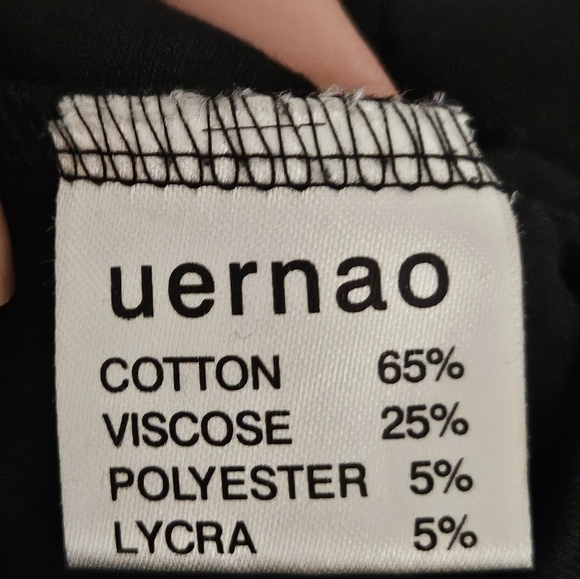 uernao
COTTON 65%
VISCOSE 25%
POLYESTER 5%
LYCRA 5%